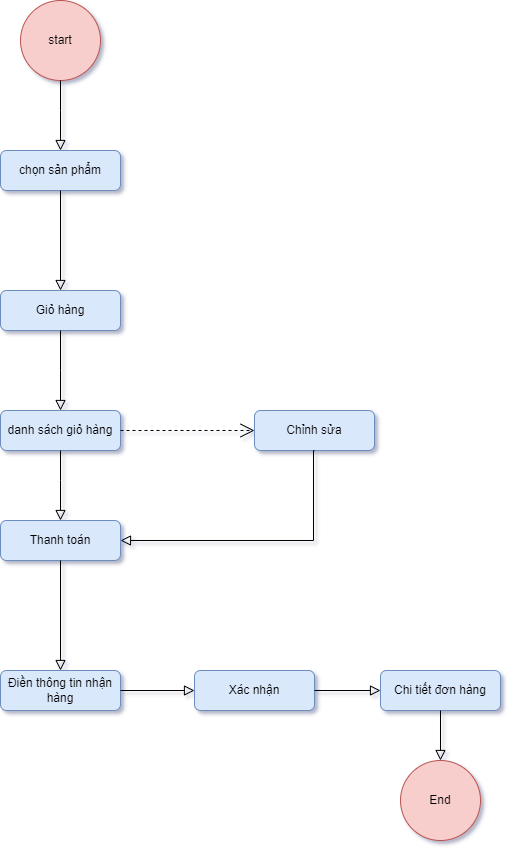 start
chọn sản phẩm
Giỏ hàng
danh sách giỏ hàng
Chỉnh sửa
Thanh toán
Điền thông tin nhận
hàng
Xác nhận
Chi tiết đơn hàng
End